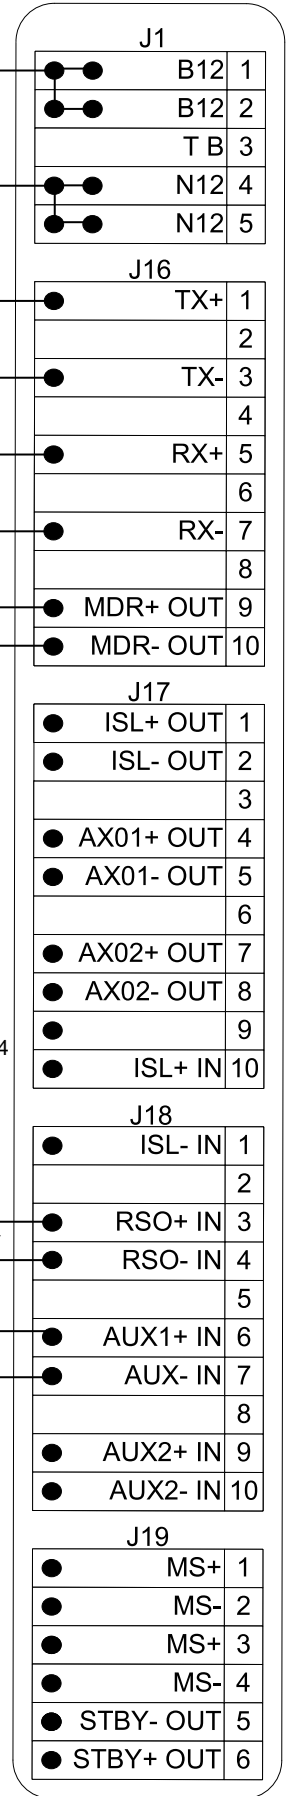 J1
B12 1
B12 2
T B 3
N12 4
N12 5
J16
TX+ 1
2
TX- 3
4
RX+ 5
6
RX- 7
8
MDR+ OUT 9
MDR- OUT 10
J17
ISL+ OUT 1
ISL- OUT 2
3
AX01+ OUT 4
AX01- OUT 5
6
AX02+ OUT 7
AX02- OUT 8
9
4
ISL+ IN 10
J18
ISL- IN 1
2
RSO+ IN 3
RSO- IN 4
5
AUX1+ IN 6
AUX- IN 7
8
AUX2+ IN 9
AUX2- IN 10
J19
MS+ 1
MS- 2
MS+ 3
MS- 4
STBY- OUT 5
STBY+ OUT 6